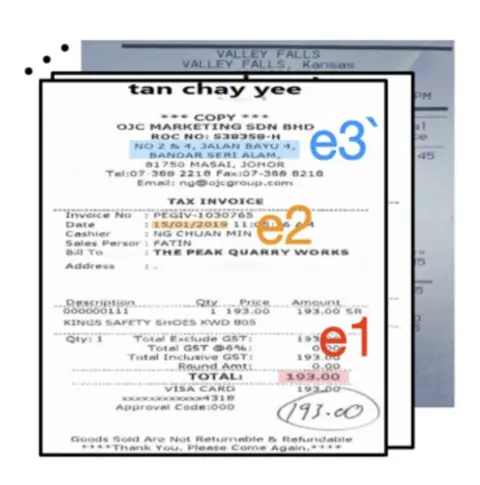 VALLEY FALLS
VALLEY FALLS, Kansas
PM
45
tan chay yee
*** COPY ***
OJC MARKETING SDN BHD
ROC NO: 538358-H
NO 2 & 4, JALAN BAYU 4,
BANDAR SERI ALAM,
81750 MASAI, JOHOR
Tel:07-388 2218 Fax:07-388 8218
Email: ng@ojcgroup.com
e3`
TAX INVOICE
Invoice No : PEGIV-1030765
Date : 15/01/2019
e2
Cashier : NG CHUAN MIN
Sales Person : FATIN
Bill To : THE PEAK QUARRY WORKS
Address : .
Description Qty Price Amount
000000111 1 193.00 193.00 SR
KINGS SAFETY SHOES KWD 805
Qty: 1 Total Exclude GST:
Total GST @6%:
e1
Total Inclusive GST: 193.00
Round Amt: 0.00
TOTAL: 193.00
VISA CARD 193.00
xxxxxxxxxxxx4318
Approval Code:000
193.00
Goods Sold Are Not Returnable & Refundable
****Thank You. Please Come Again.****